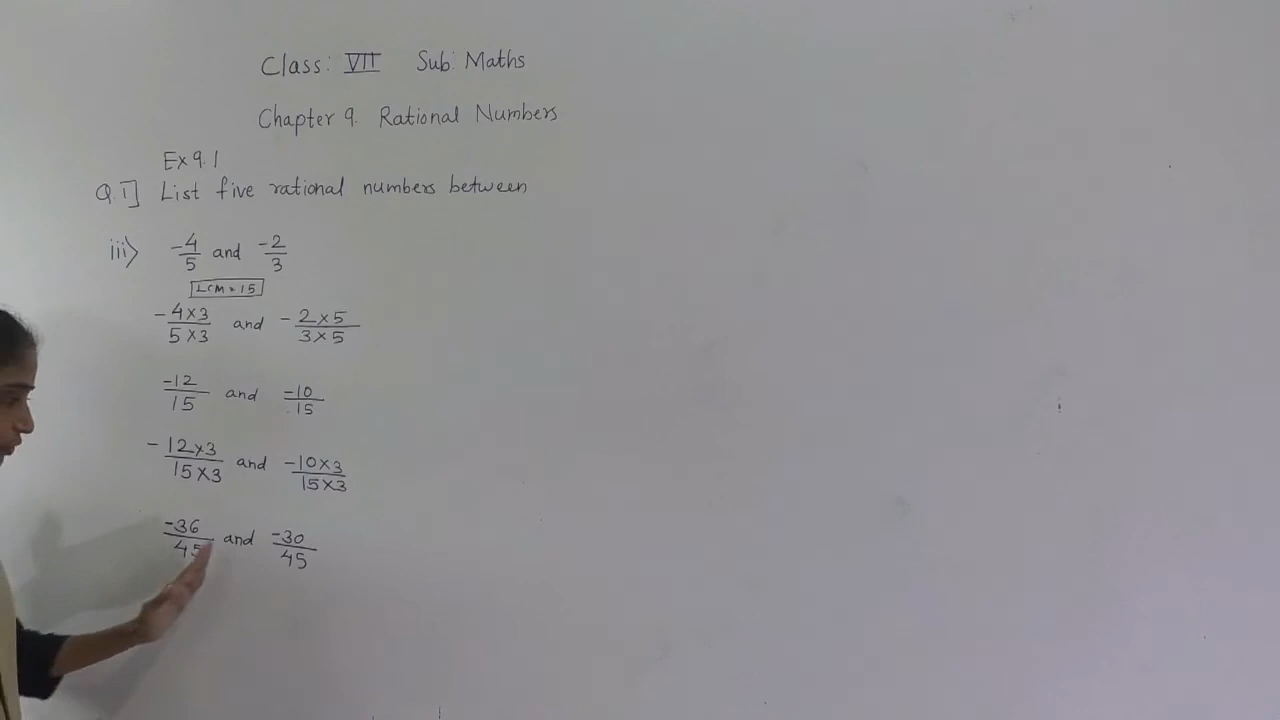 Class: VII Sub: Maths
Chapter 9. Rational Numbers
Ex 9.1
Q.1] List five rational numbers between
iii) -4/5 and -2/3
LCM = 15
-4×3/5×3 and -2×5/3×5
-12/15 and -10/15
-12×3/15×3 and -10×3/15×3
-36/45 and -30/45